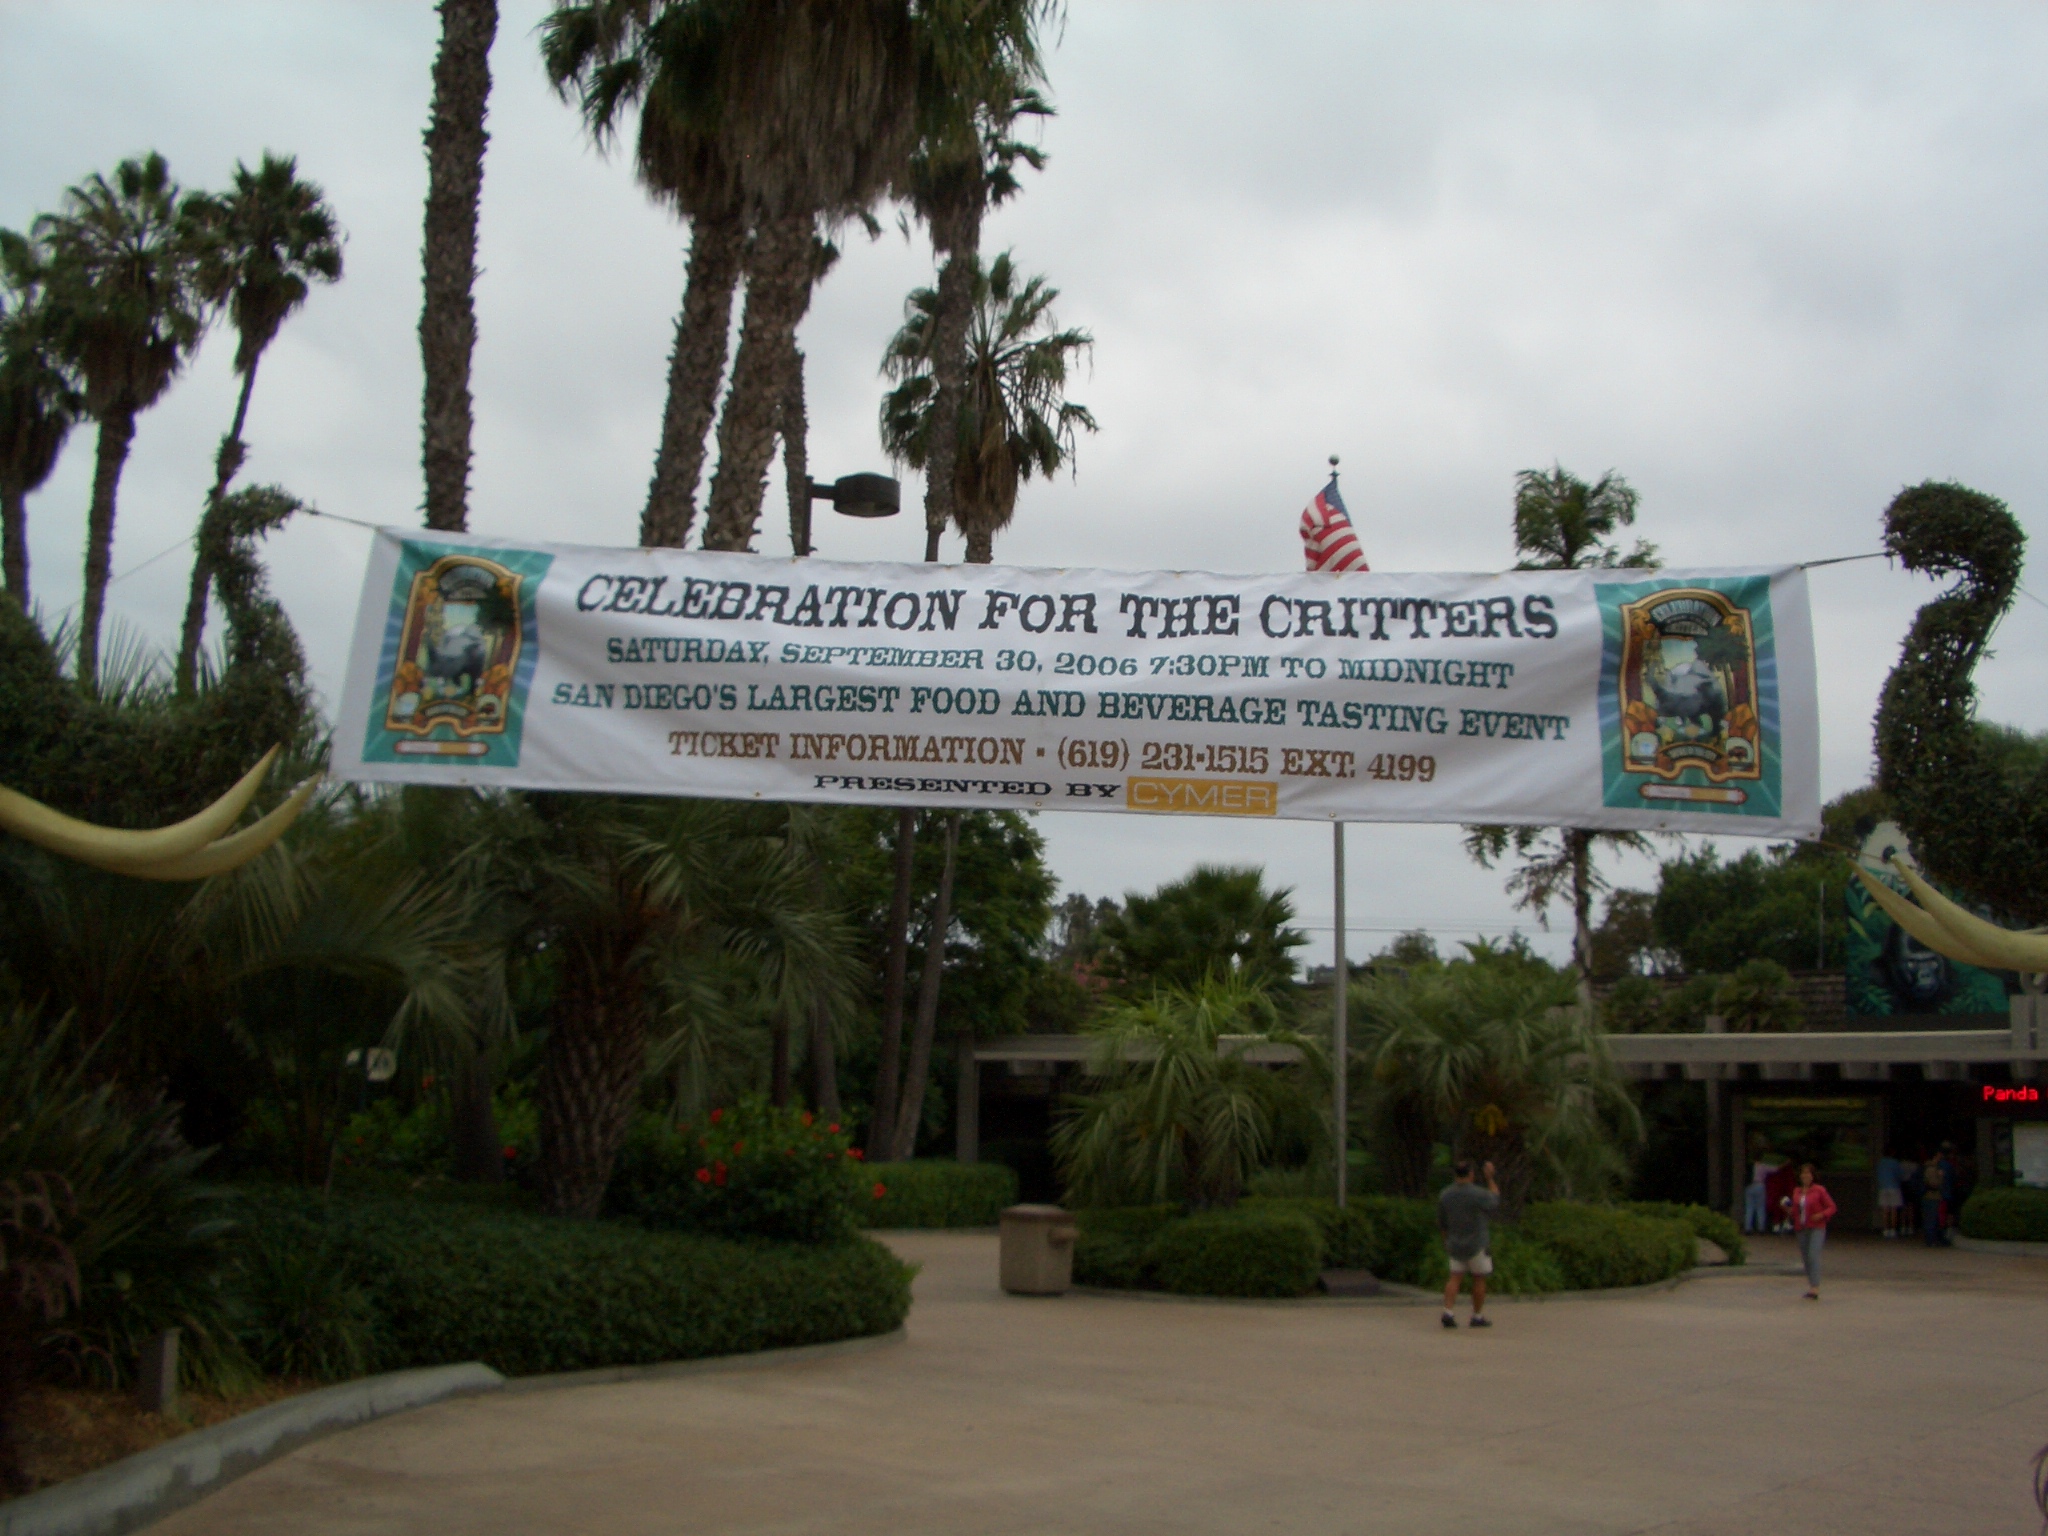 CELEBRATION FOR THE CRITTERS
SATURDAY, SEPTEMBER 30, 2006 7:30PM TO MIDNIGHT
SAN DIEGO'S LARGEST FOOD AND BEVERAGE TASTING EVENT
TICKET INFORMATION • (619) 231-1515 EXT. 4199
PRESENTED BY CYMER
CELEBRATION
Panda